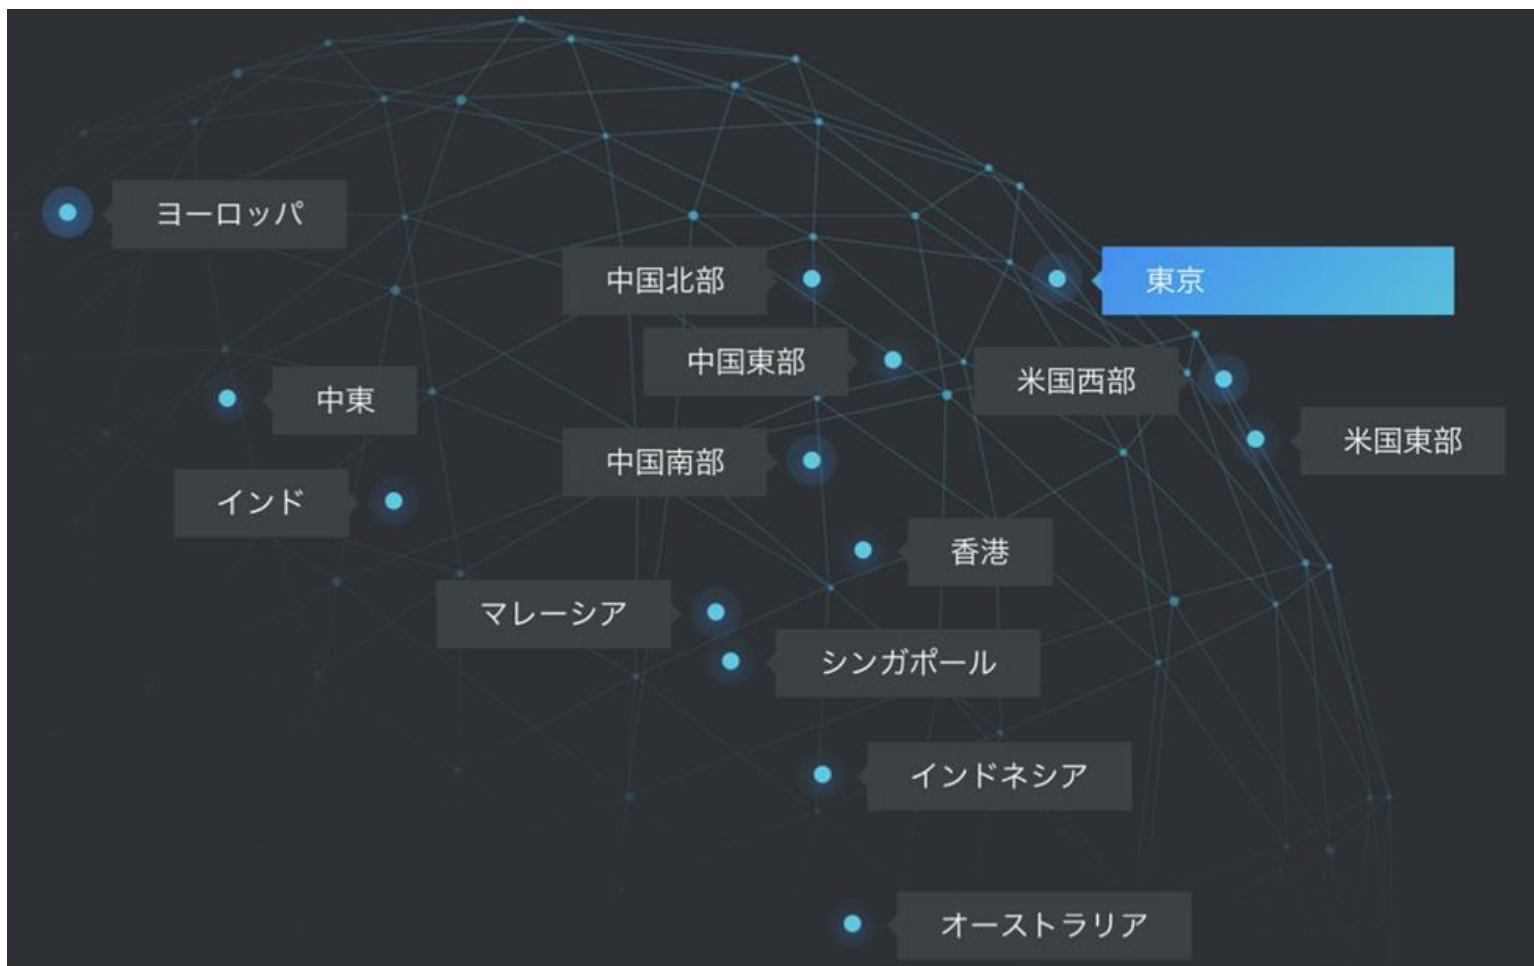 ヨーロッパ
中国北部
東京
中国東部
米国西部
中東
米国東部
中国南部
インド
香港
マレーシア
シンガポール
インドネシア
オーストラリア